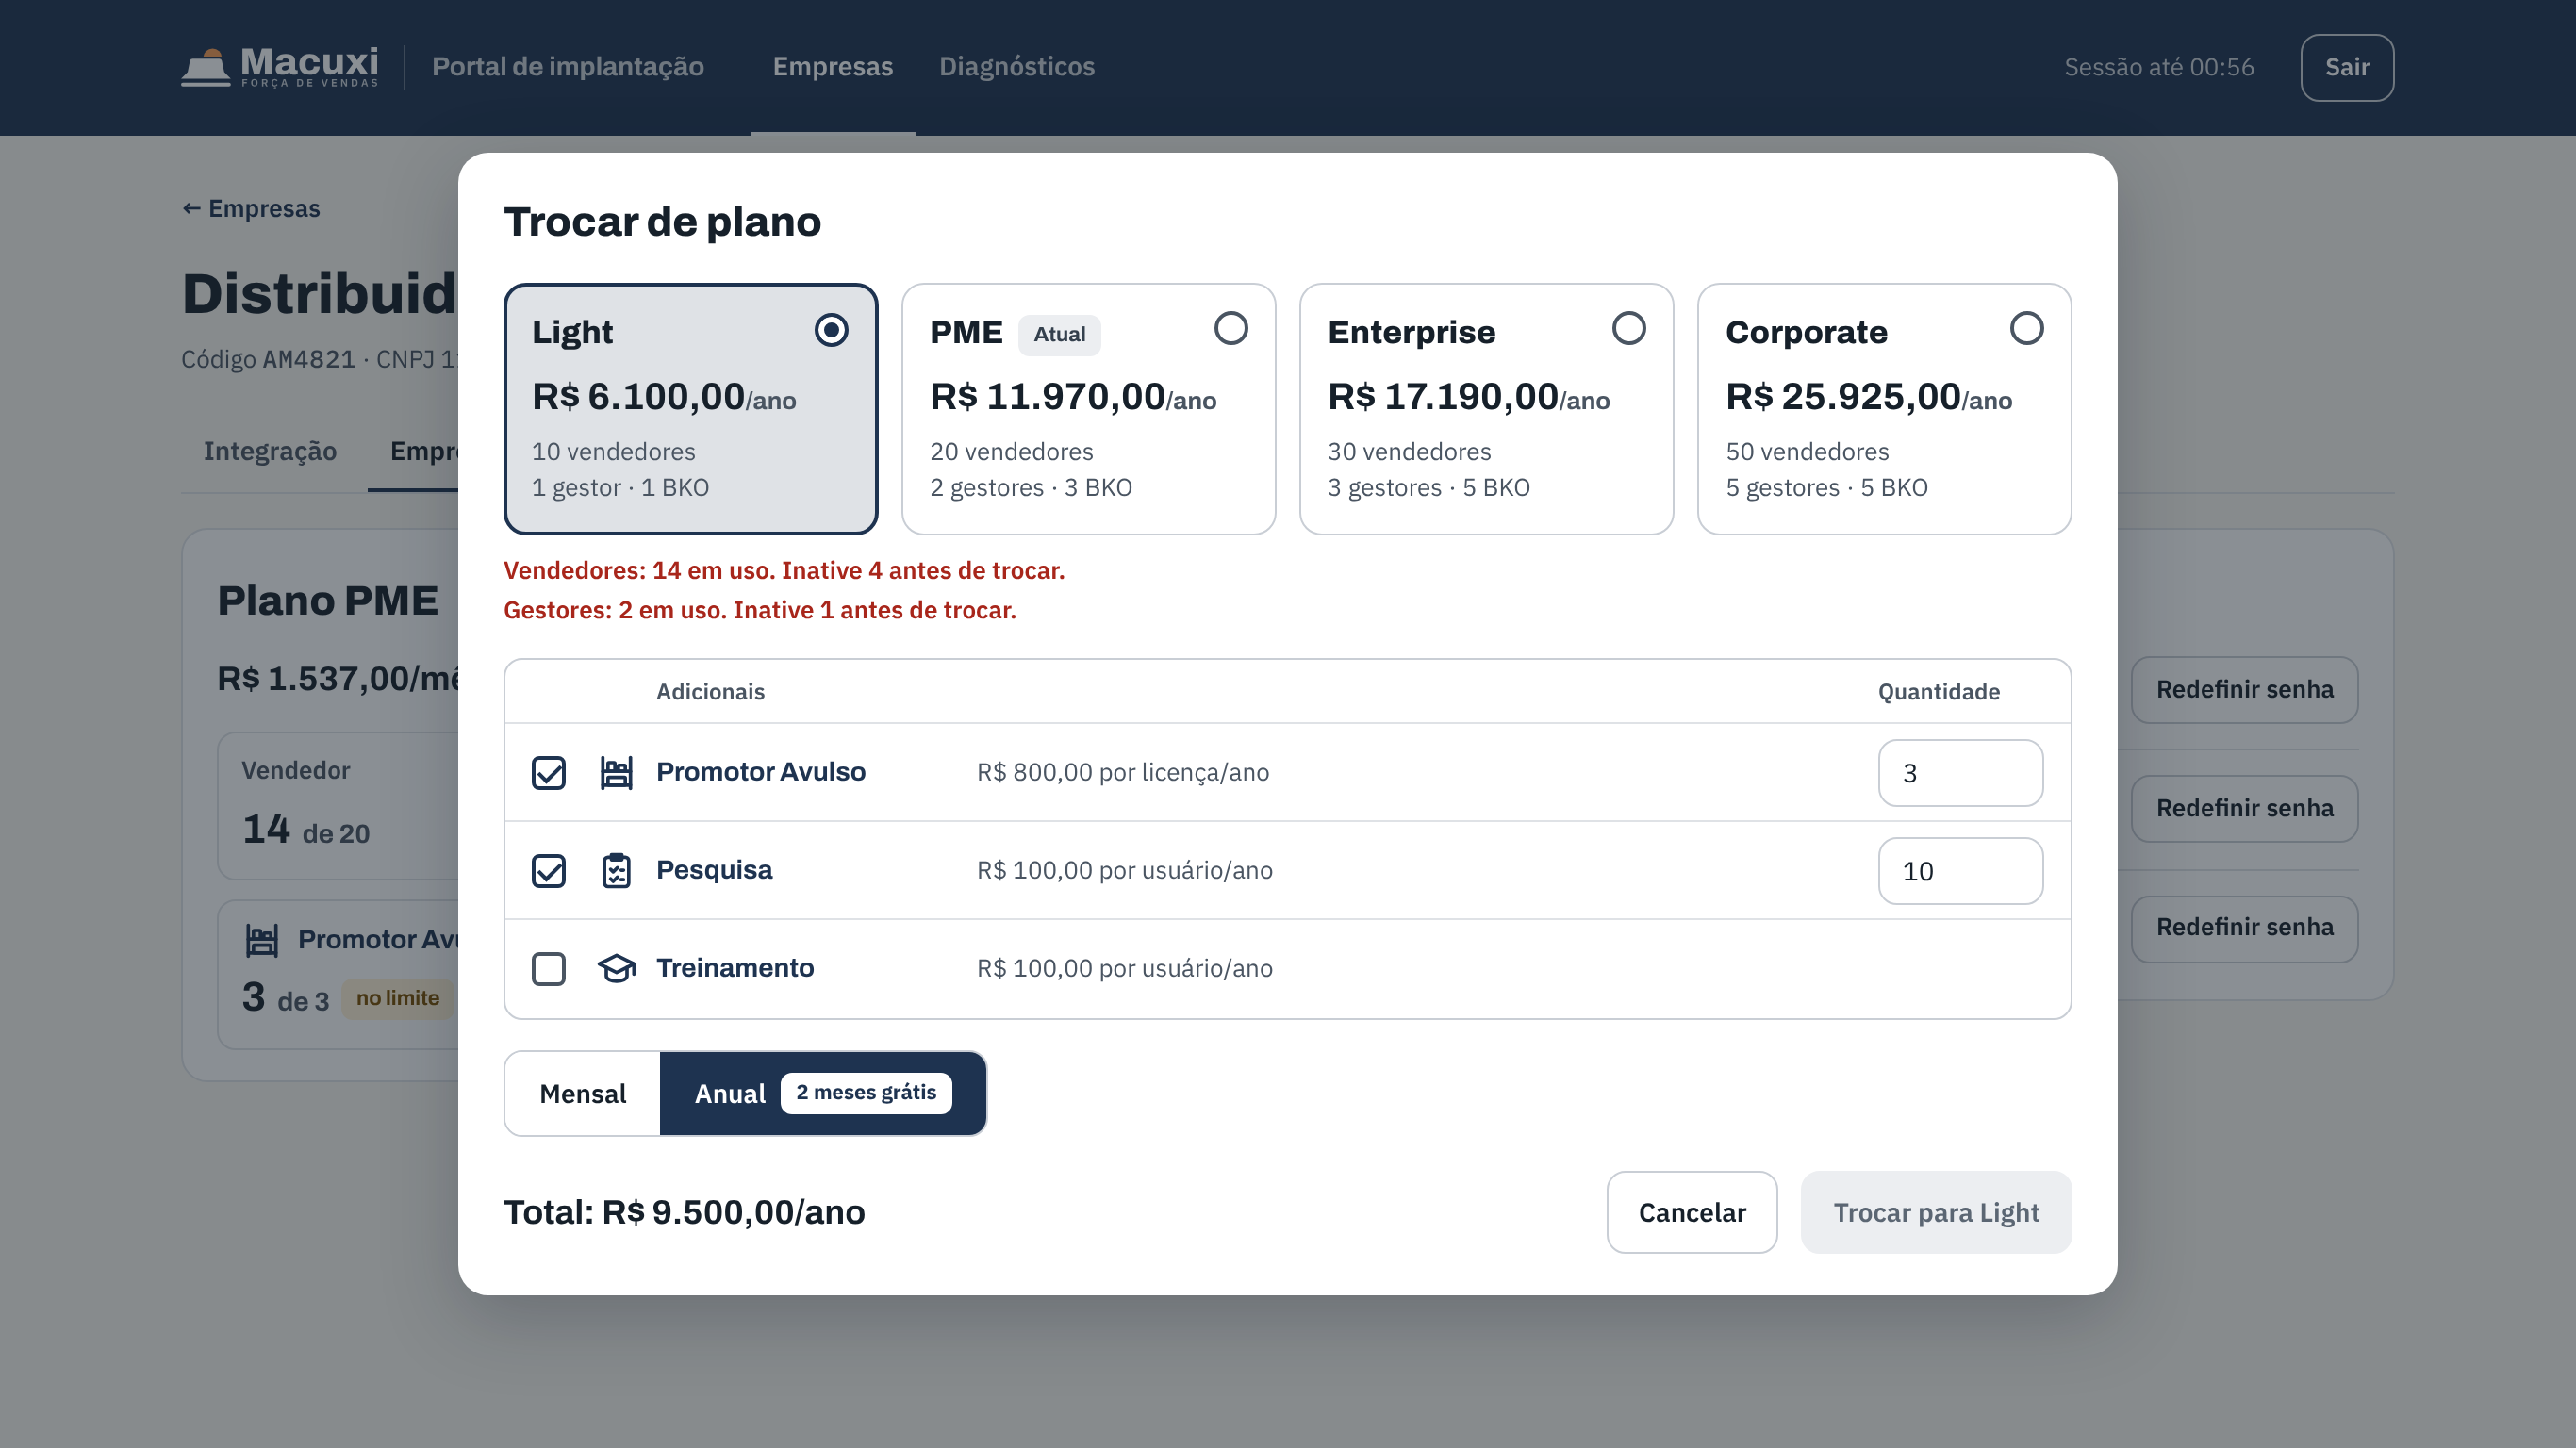 Macuxi
FORÇA DE VENDAS
Portal de implantação
Empresas
Diagnósticos
Sessão até 00:56
Sair
← Empresas
Código AM4821 · CNPJ
Integração
Plano PME
R$ 1.537,00
Vendedor
14 de 20
Promotor
3 de 3 no limite
Redefinir senha
Redefinir senha
Redefinir senha
Trocar de plano
Light
R$ 6.100,00/ano
10 vendedores
1 gestor · 1 BKO
PME Atual
R$ 11.970,00/ano
20 vendedores
2 gestores · 3 BKO
Enterprise
R$ 17.190,00/ano
30 vendedores
3 gestores · 5 BKO
Corporate
R$ 25.925,00/ano
50 vendedores
5 gestores · 5 BKO
Vendedores: 14 em uso. Inative 4 antes de trocar.
Gestores: 2 em uso. Inative 1 antes de trocar.
Adicionais Quantidade
Promotor Avulso R$ 800,00 por licença/ano 3
Pesquisa R$ 100,00 por usuário/ano 10
Treinamento R$ 100,00 por usuário/ano
Mensal Anual 2 meses grátis
Total: R$ 9.500,00/ano
Cancelar
Trocar para Light